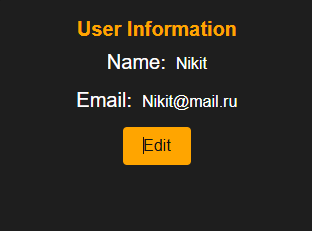 User Information
Name: Nikit
Email: Nikit@mail.ru
Edit